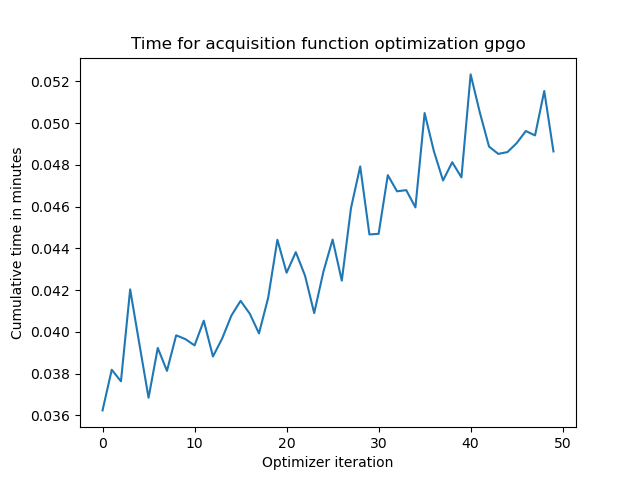 Time for acquisition function optimization gpgo
0.052
0.050
0.048
0.046
0.044
0.042
0.040
0.038
0.036
Cumulative time in minutes
0 10 20 30 40 50
Optimizer iteration